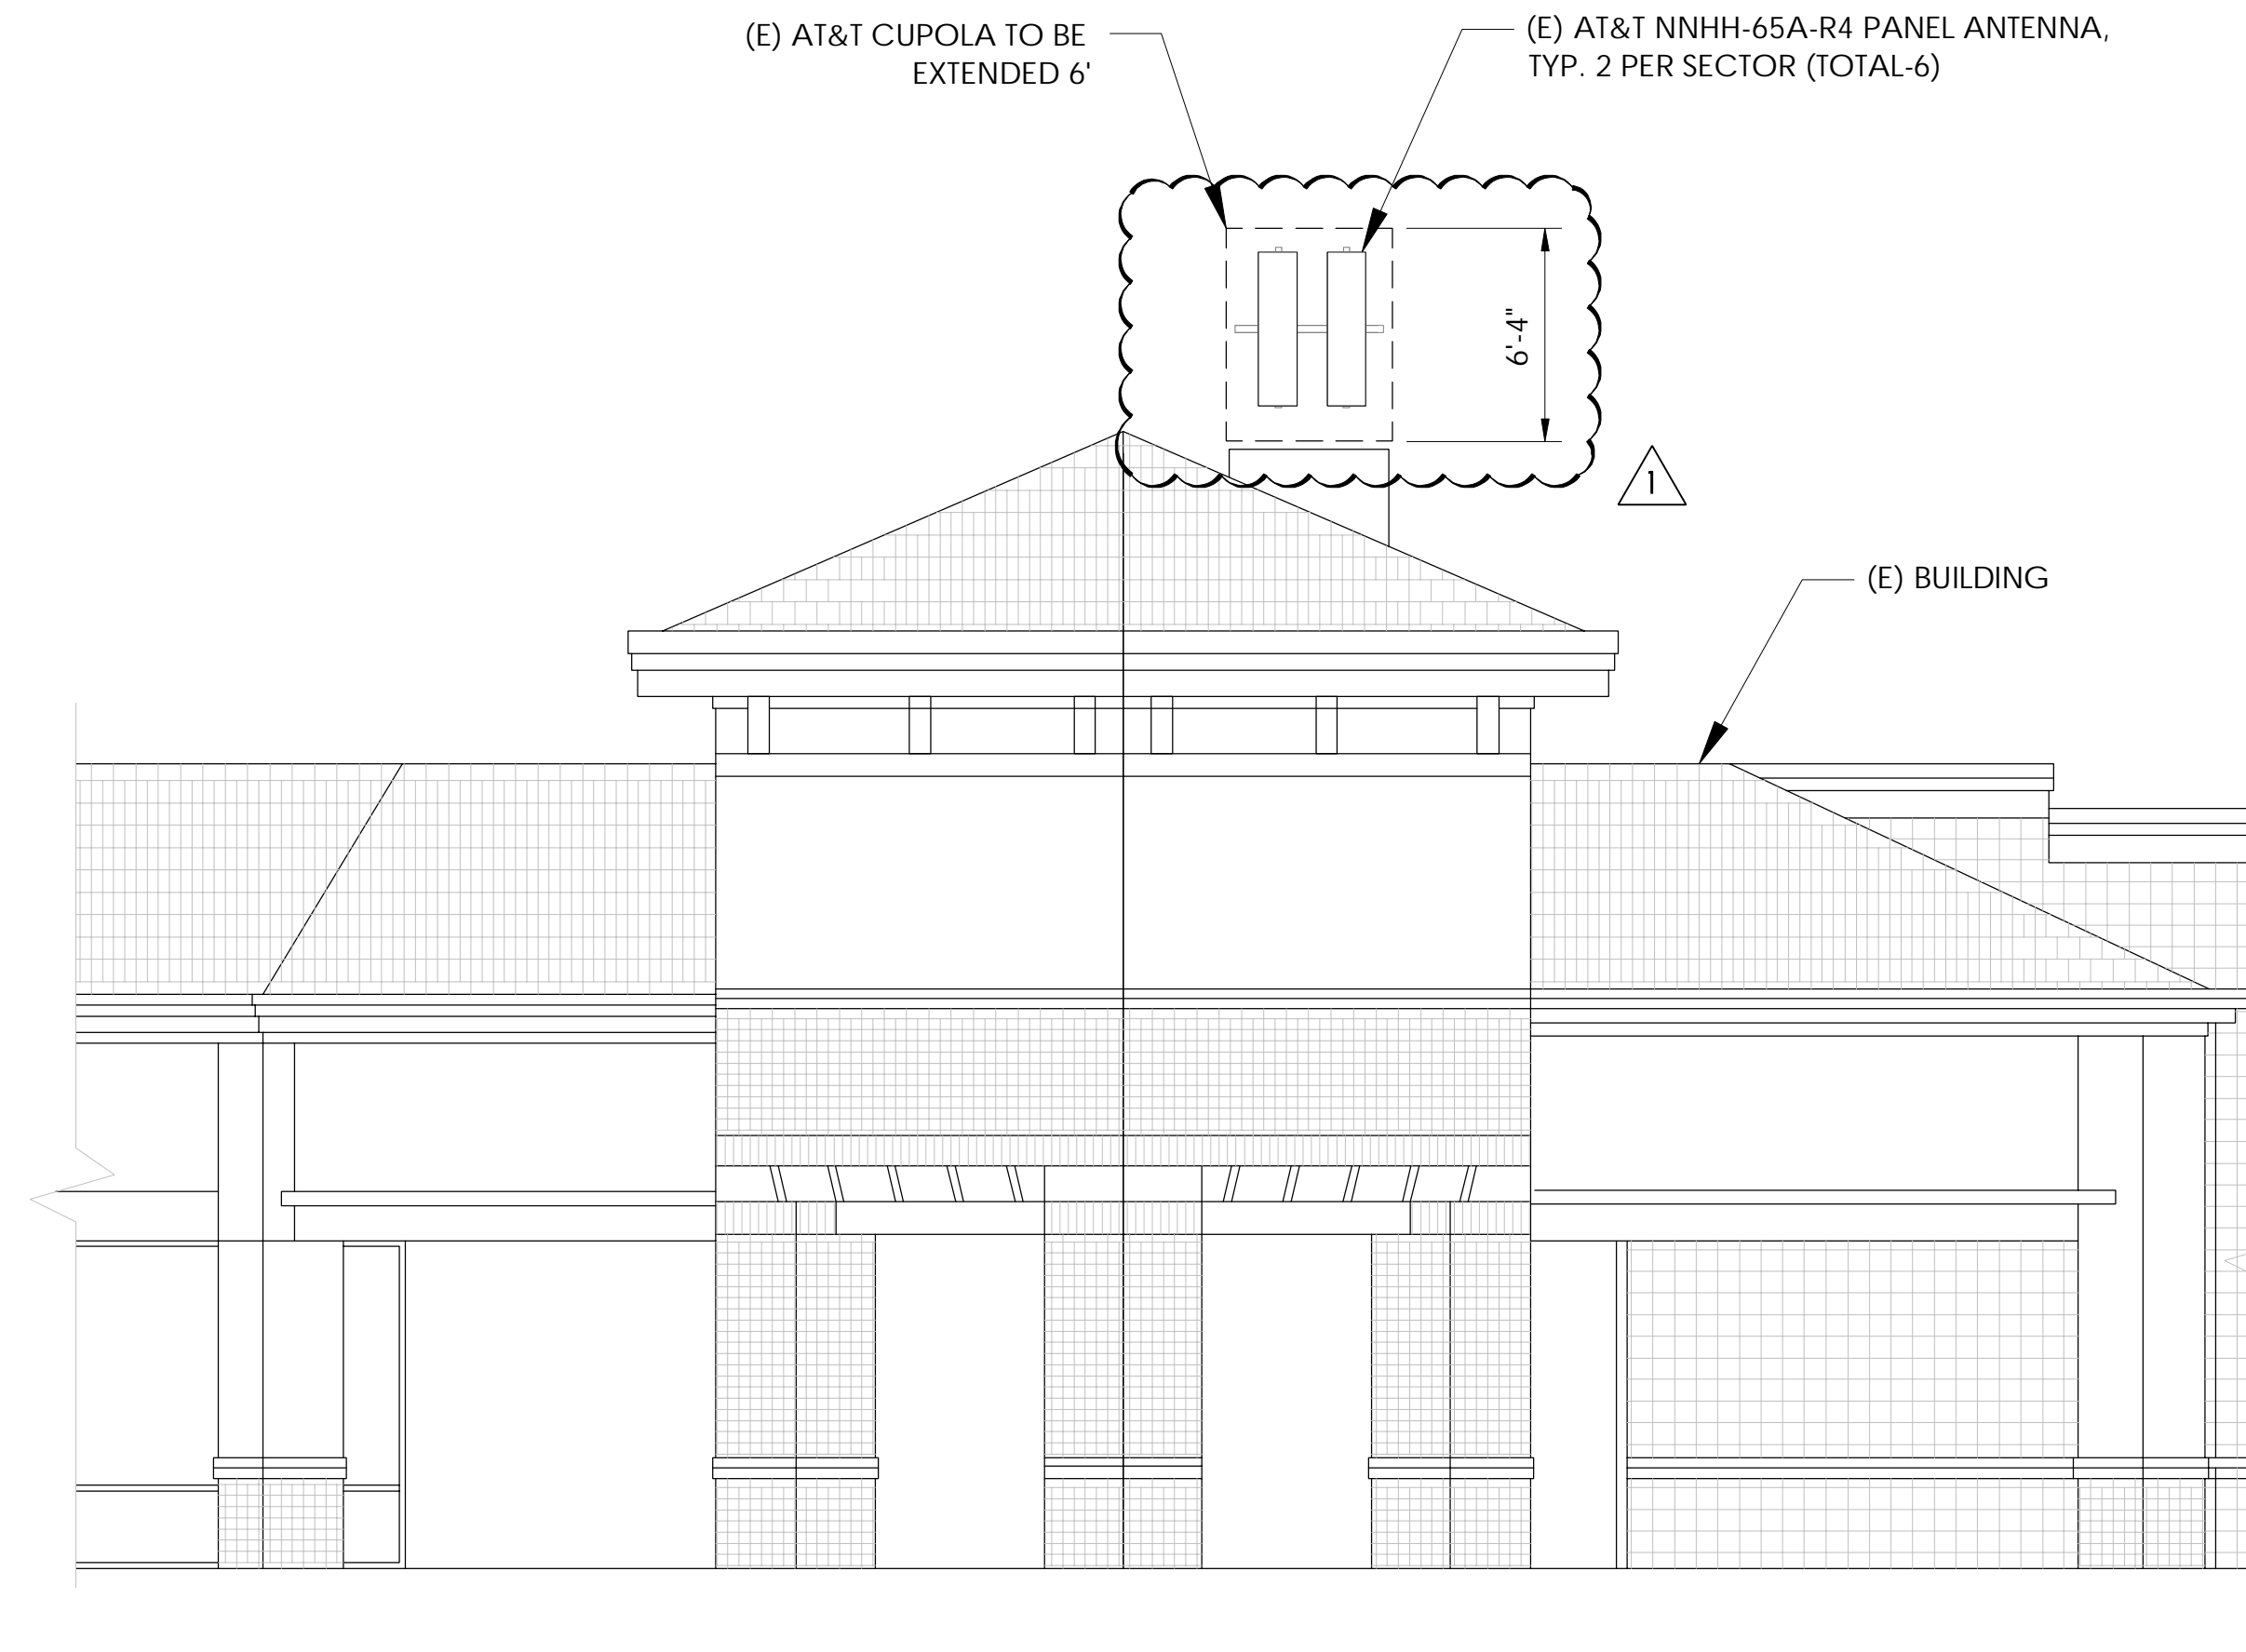 (E) AT&T CUPOLA TO BE
EXTENDED 6'
(E) AT&T NNHH-65A-R4 PANEL ANTENNA,
TYP. 2 PER SECTOR (TOTAL-6)
6'-4"
1
(E) BUILDING